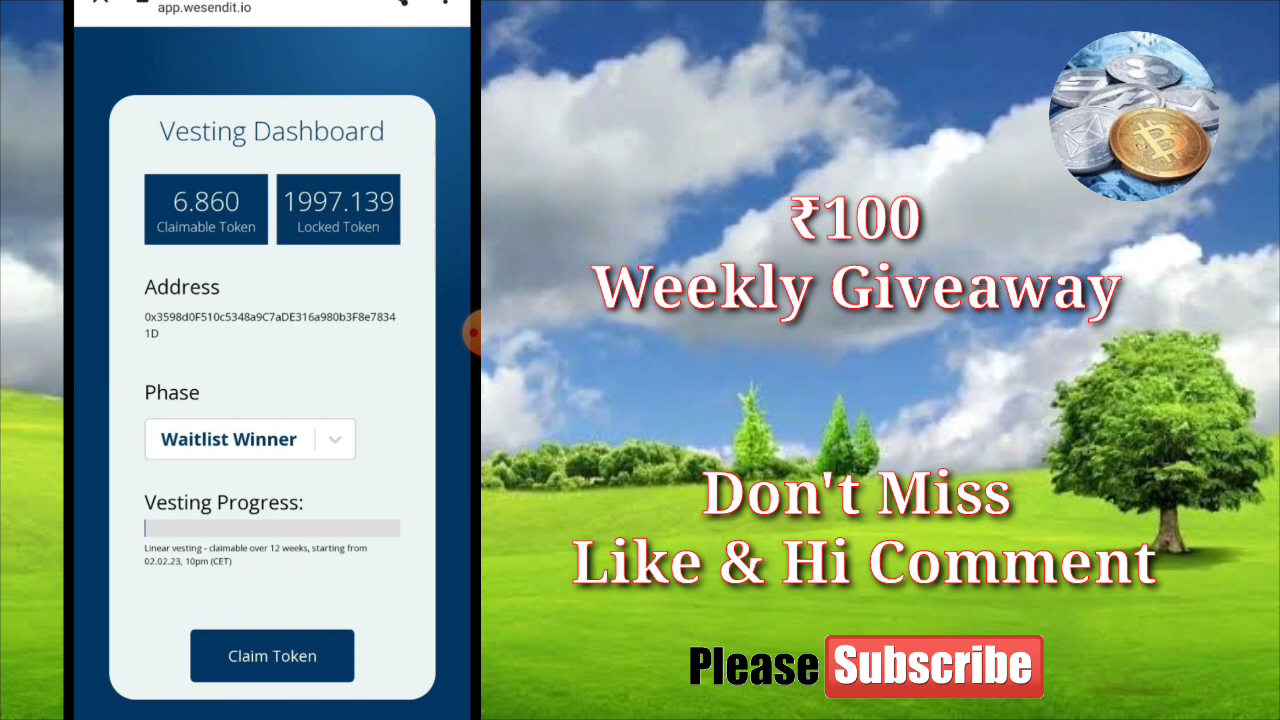 app.wesendit.io
Vesting Dashboard
6.860
Claimable Token
1997.139
Locked Token
Address
0x3598d0F510c5348a9C7aDE316a980b3F8e7834
1D
Phase
Waitlist Winner
Vesting Progress:
Linear vesting - claimable over 12 weeks, starting from
02.02.23, 10pm (CET)
Claim Token
₹100
Weekly Giveaway
Don't Miss
Like & Hi Comment
Please Subscribe